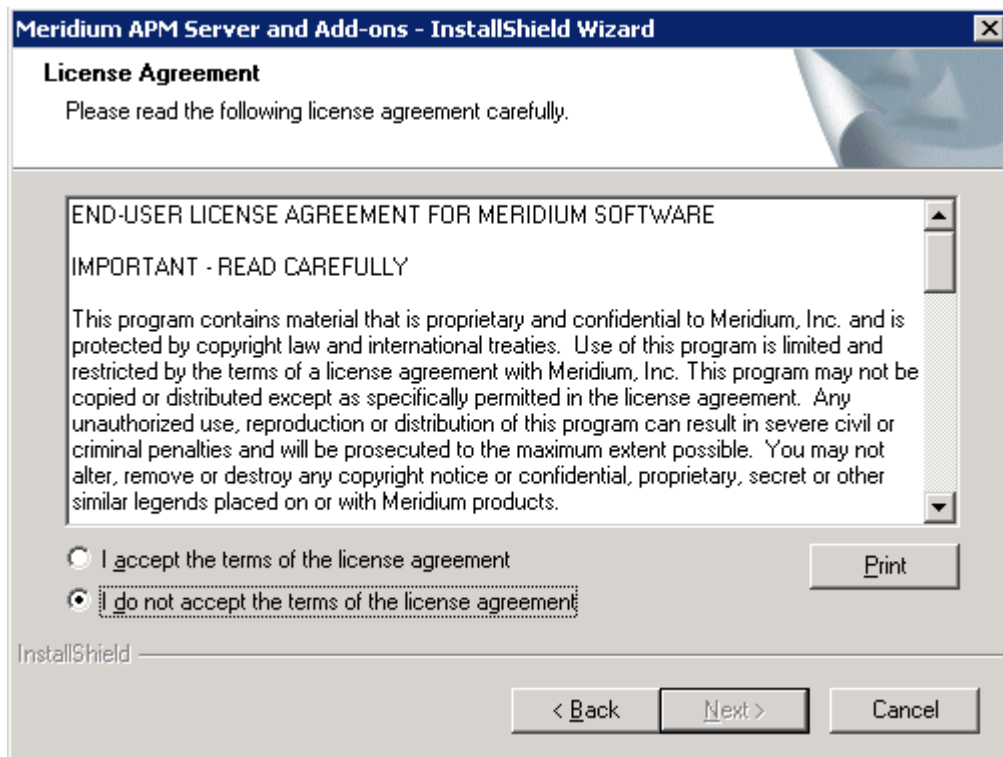 Meridium APM Server and Add-ons - InstallShield Wizard
License Agreement
Please read the following license agreement carefully.
END-USER LICENSE AGREEMENT FOR MERIDIUM SOFTWARE
IMPORTANT - READ CAREFULLY
This program contains material that is proprietary and confidential to Meridium, Inc. and is
protected by copyright law and international treaties.  Use of this program is limited and
restricted by the terms of a license agreement with Meridium, Inc. This program may not be
copied or distributed except as specifically permitted in the license agreement.  Any
unauthorized use, reproduction or distribution of this program can result in severe civil or
criminal penalties and will be prosecuted to the maximum extent possible.  You may not
alter, remove or destroy any copyright notice or confidential, proprietary, secret or other
similar legends placed on or with Meridium products.
I accept the terms of the license agreement
Print
I do not accept the terms of the license agreement
InstallShield
< Back
Next >
Cancel